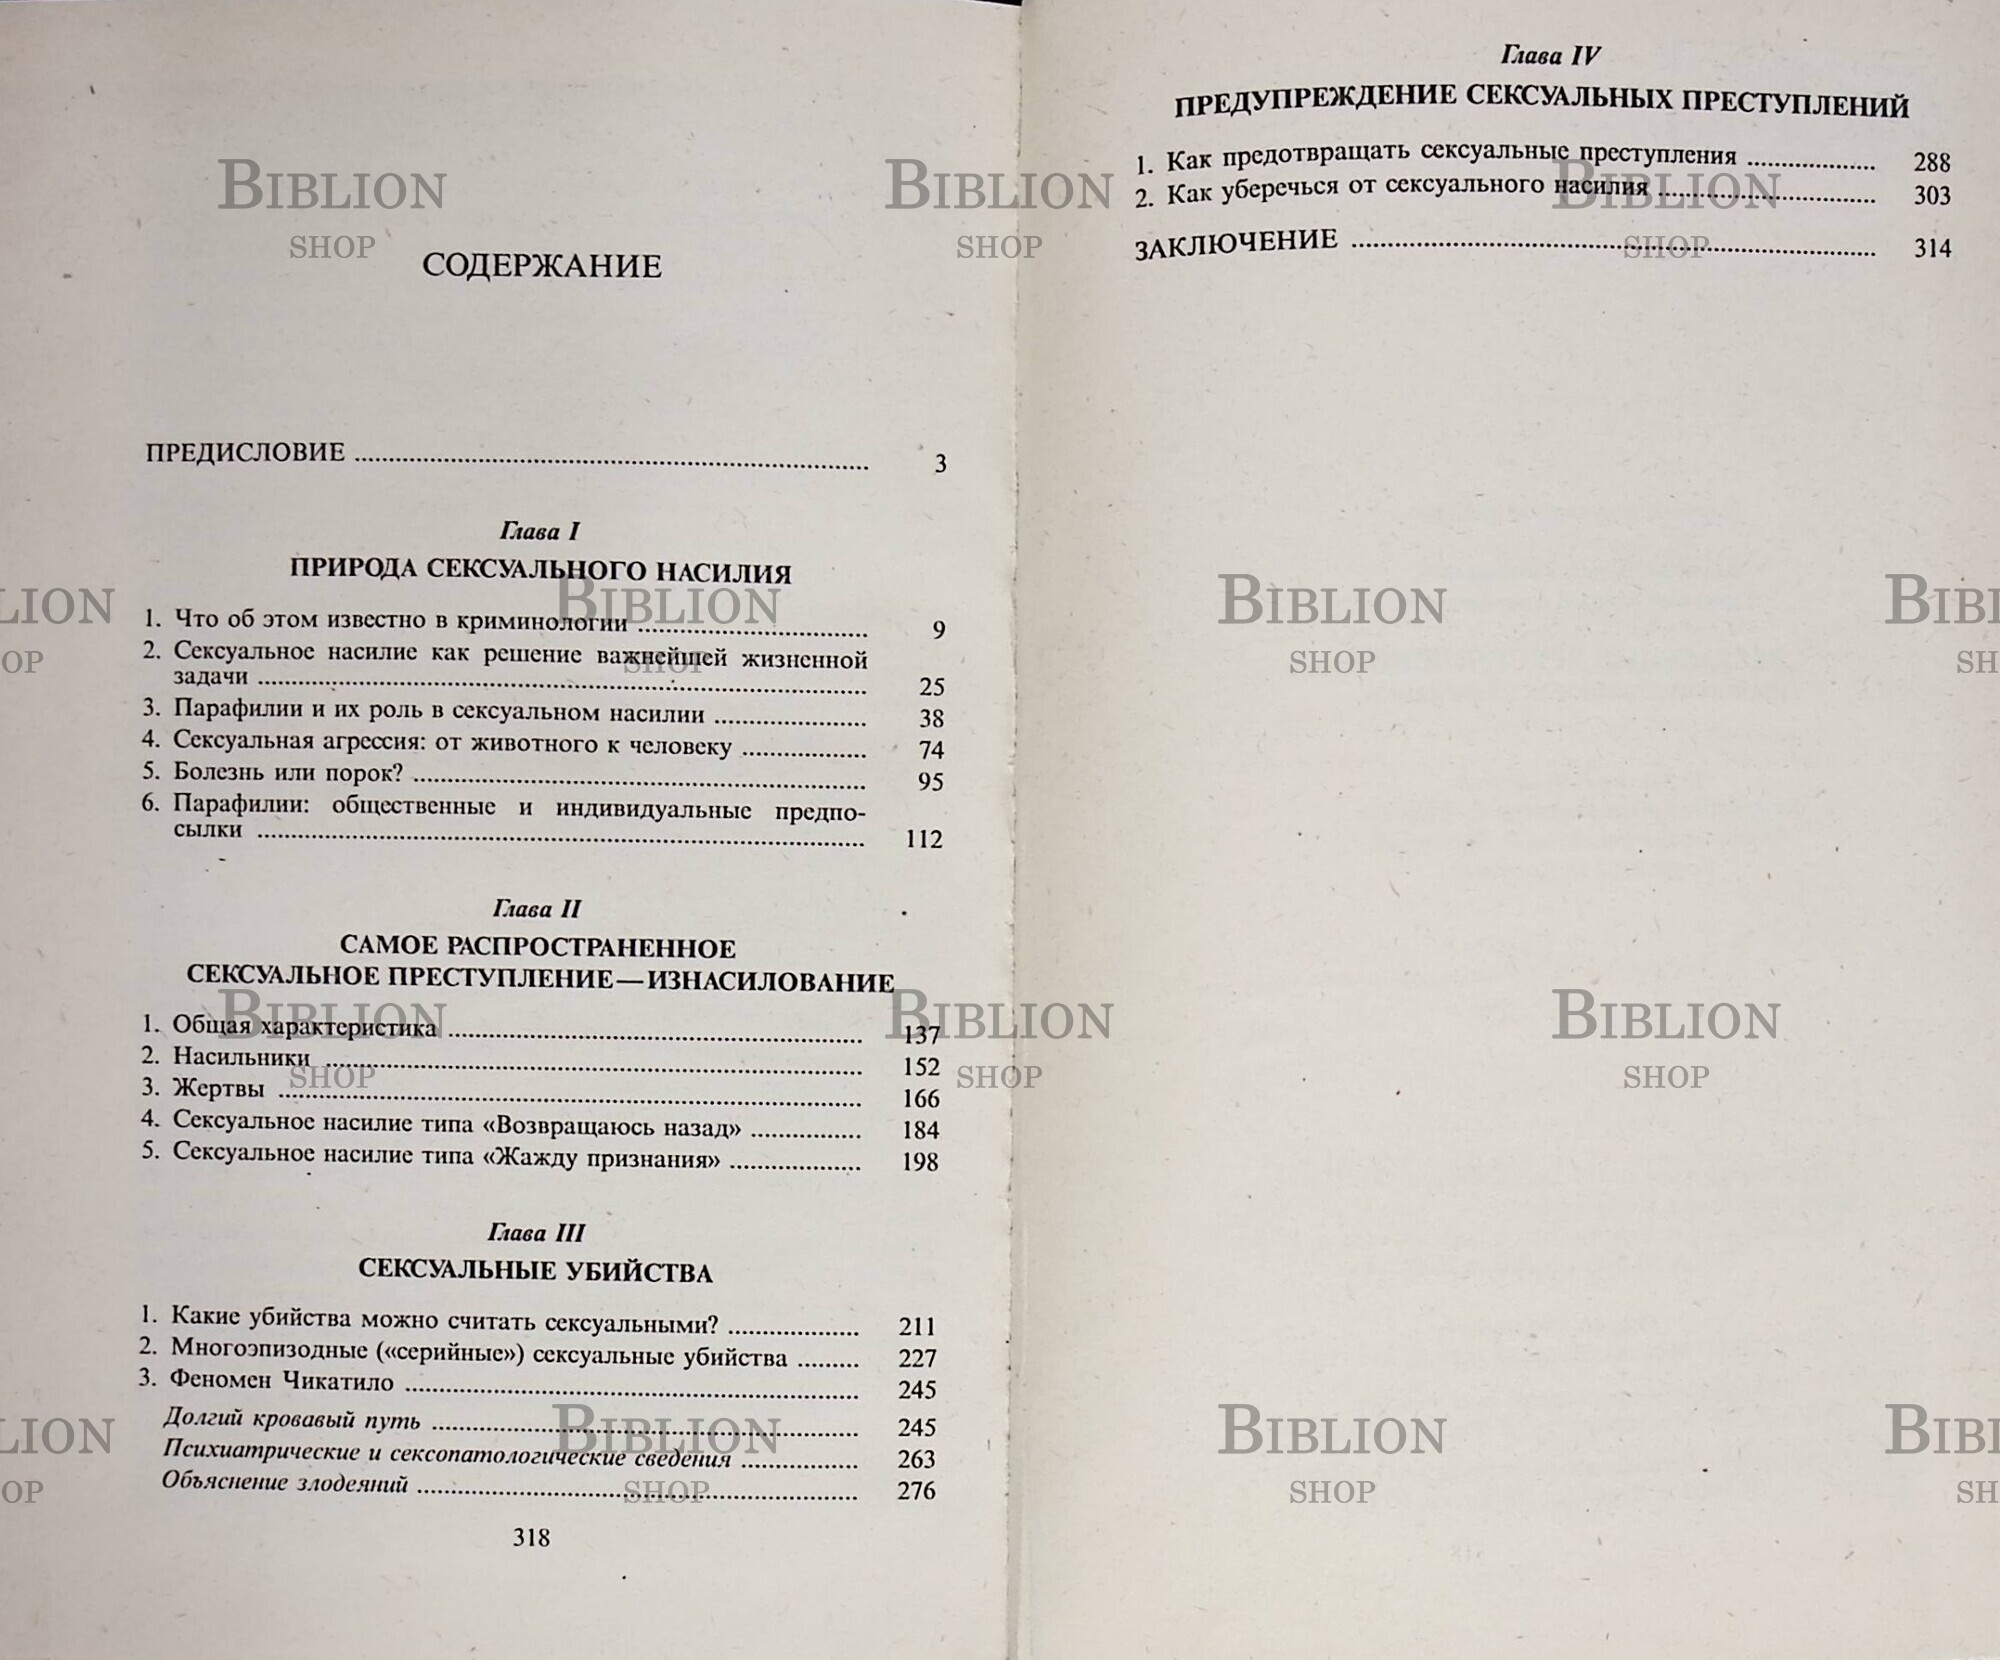 СОДЕРЖАНИЕ
ПРЕДИСЛОВИЕ ........ 3
Глава I
ПРИРОДА СЕКСУАЛЬНОГО НАСИЛИЯ
1. Что об этом известно в криминологии ........ 9
2. Сексуальное насилие как решение важнейшей жизненной
задачи ........ 25
3. Парафилии и их роль в сексуальном насилии ........ 38
4. Сексуальная агрессия: от животного к человеку ........ 74
5. Болезнь или порок? ........ 95
6. Парафилии: общественные и индивидуальные предпо-
сылки ........ 112
Глава II
САМОЕ РАСПРОСТРАНЕННОЕ
СЕКСУАЛЬНОЕ ПРЕСТУПЛЕНИЕ—ИЗНАСИЛОВАНИЕ
1. Общая характеристика ........ 137
2. Насильники ........ 152
3. Жертвы ........ 166
4. Сексуальное насилие типа «Возвращаюсь назад» ........ 184
5. Сексуальное насилие типа «Жажду признания» ........ 198
Глава III
СЕКСУАЛЬНЫЕ УБИЙСТВА
1. Какие убийства можно считать сексуальными? ........ 211
2. Многоэпизодные («серийные») сексуальные убийства ........ 227
3. Феномен Чикатило ........ 245
Долгий кровавый путь ........ 245
Психиатрические и сексопатологические сведения ........ 263
Объяснение злодеяний ........ 276
318
Глава IV
ПРЕДУПРЕЖДЕНИЕ СЕКСУАЛЬНЫХ ПРЕСТУПЛЕНИЙ
1. Как предотвращать сексуальные преступления ........ 288
2. Как уберечься от сексуального насилия ........ 303
ЗАКЛЮЧЕНИЕ ........ 314
BIBLION
SHOP